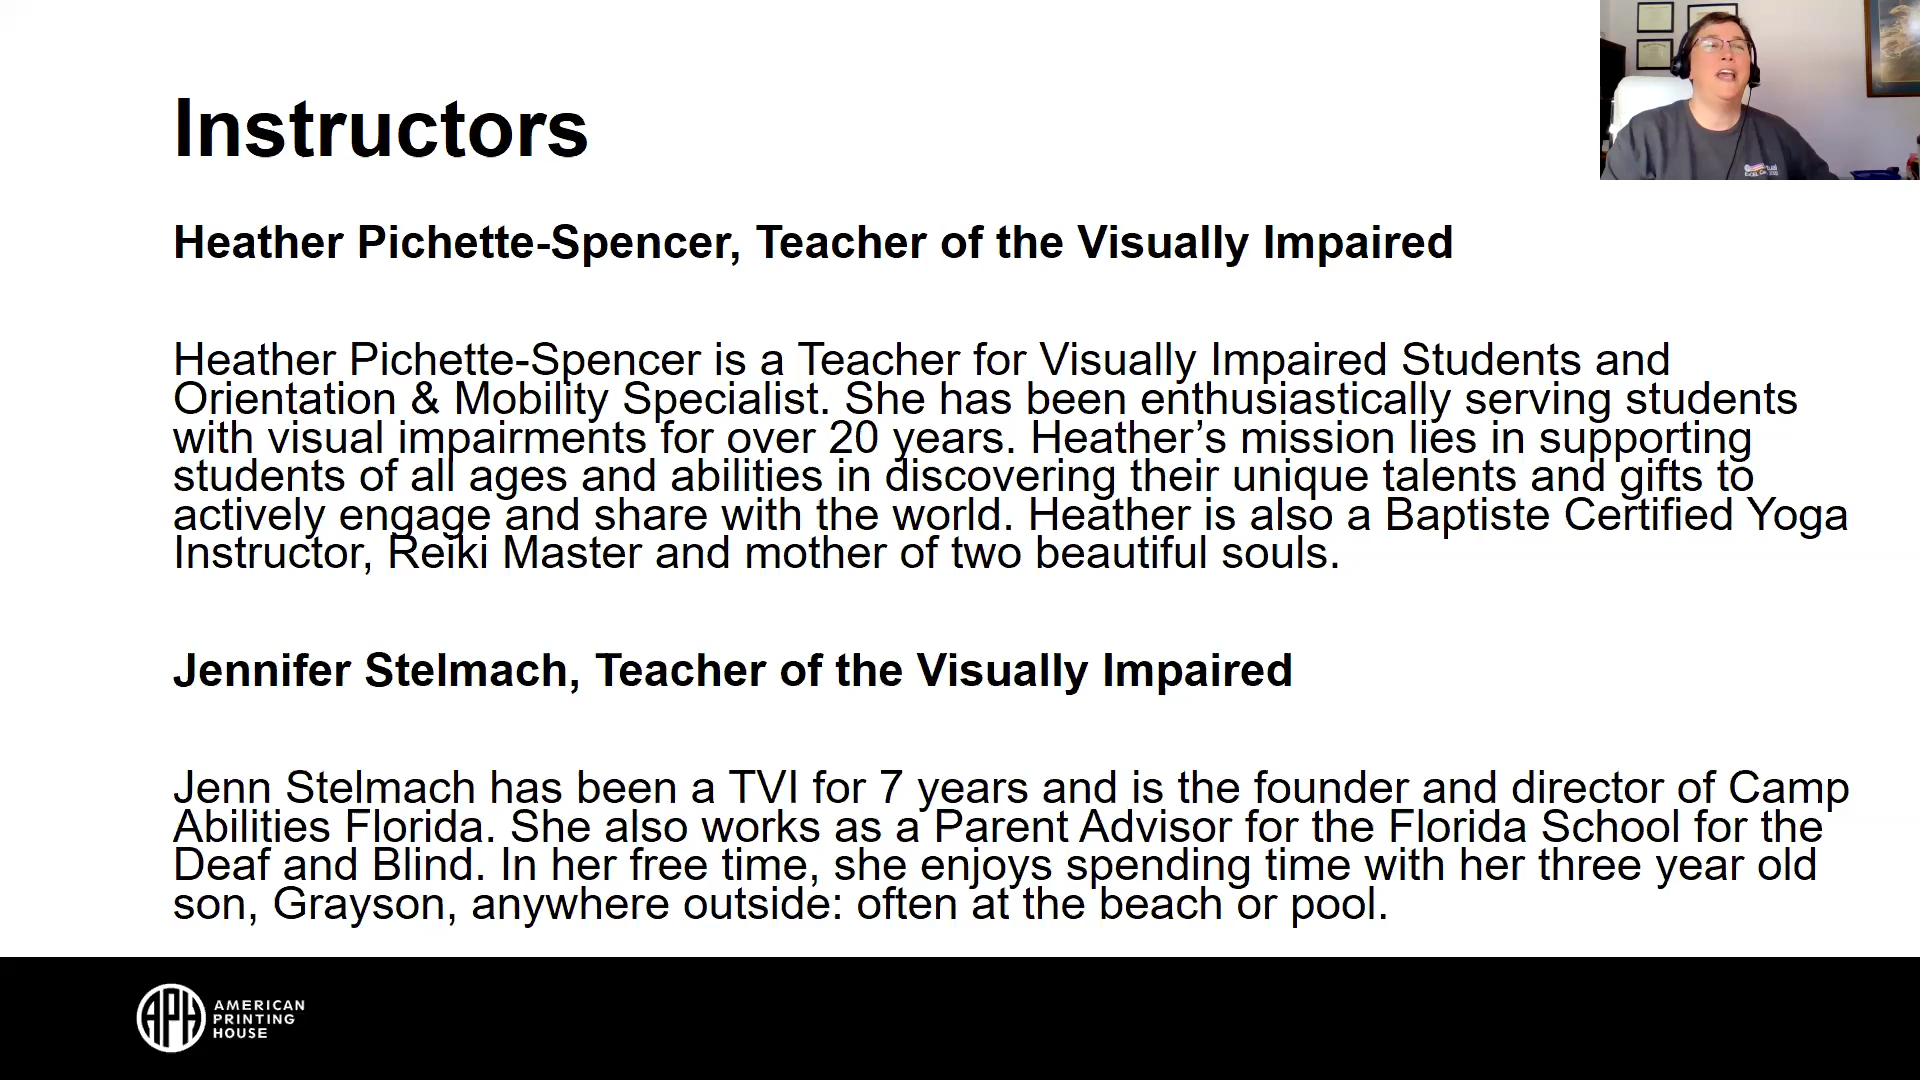 Instructors
Heather Pichette-Spencer, Teacher of the Visually Impaired
Heather Pichette-Spencer is a Teacher for Visually Impaired Students and
Orientation & Mobility Specialist. She has been enthusiastically serving students
with visual impairments for over 20 years. Heather’s mission lies in supporting
students of all ages and abilities in discovering their unique talents and gifts to
actively engage and share with the world. Heather is also a Baptiste Certified Yoga
Instructor, Reiki Master and mother of two beautiful souls.
Jennifer Stelmach, Teacher of the Visually Impaired
Jenn Stelmach has been a TVI for 7 years and is the founder and director of Camp
Abilities Florida. She also works as a Parent Advisor for the Florida School for the
Deaf and Blind. In her free time, she enjoys spending time with her three year old
son, Grayson, anywhere outside: often at the beach or pool.
APH
AMERICAN
PRINTING
HOUSE